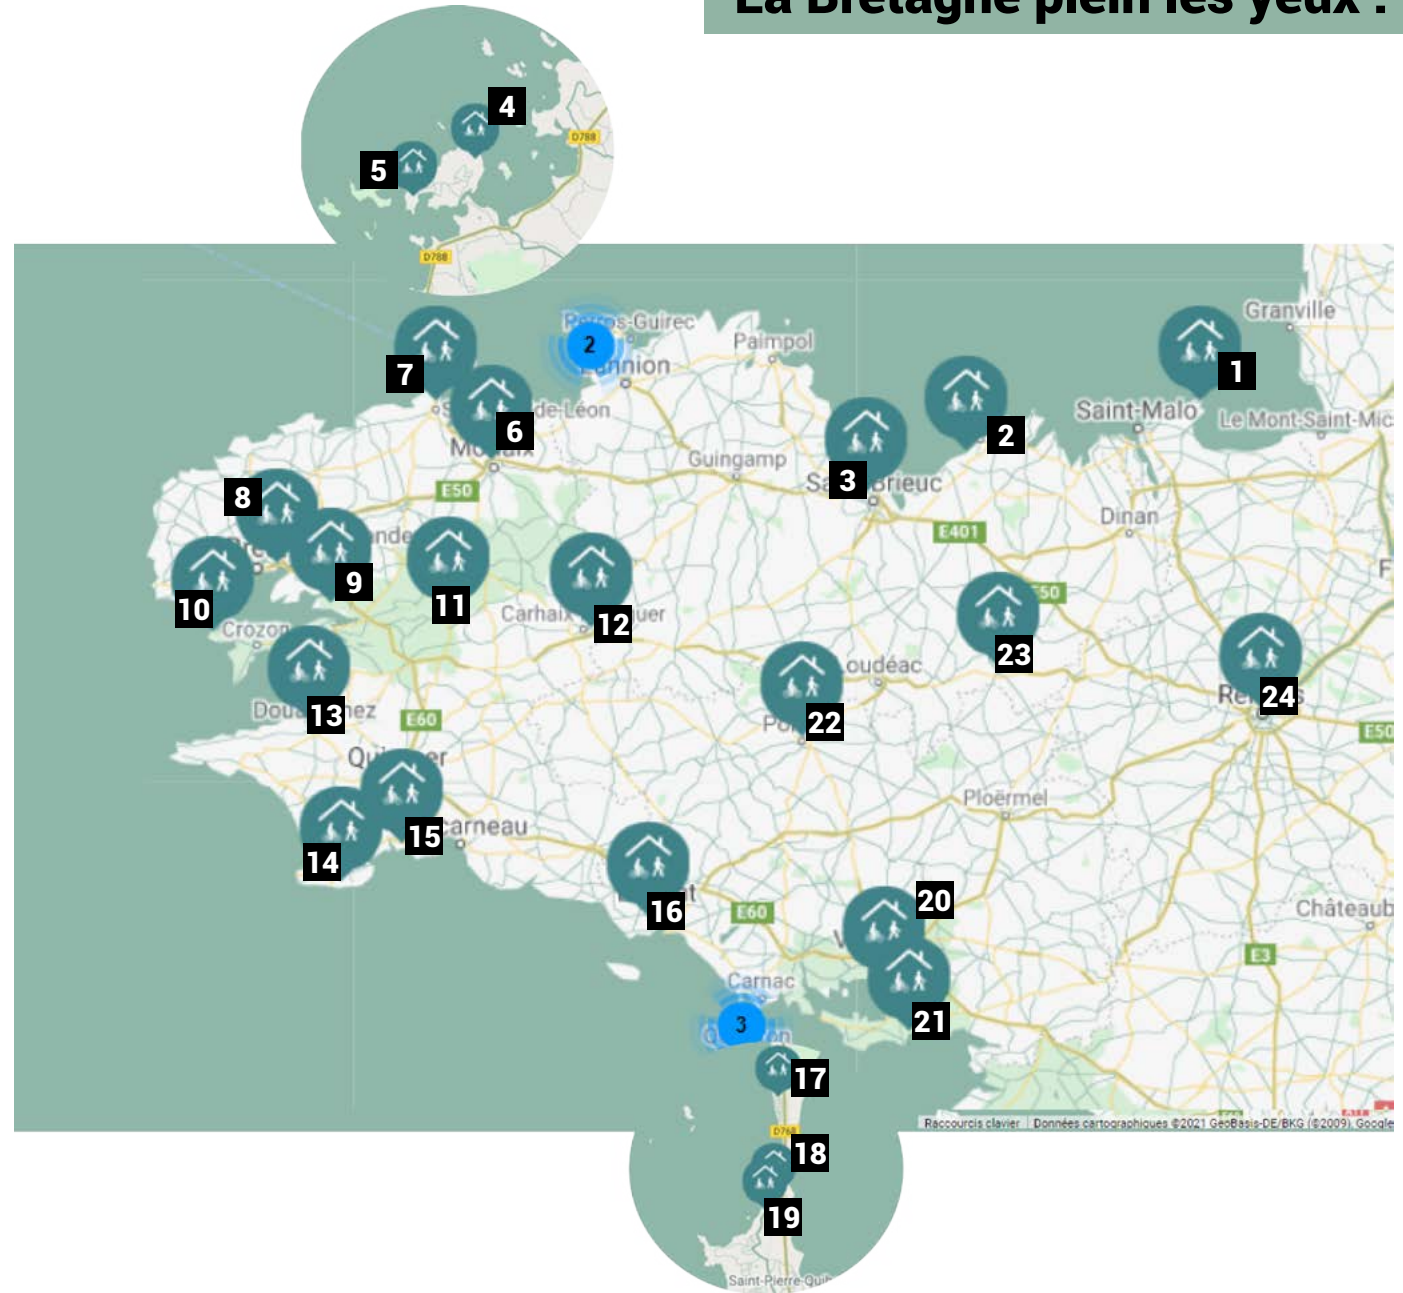 La Bretagne plein les yeux :
4
D788
5
D788
Granville
Perros-Guirec
2
Paimpol
7
1
Lannion
Saint-Malo
de-Léon
Le Mont-Saint-Mic
6
2
Guingamp
3
Brieuc
E50
8
Dinan
E401
9
11
E50
10
Carhaix
guer
12
Crozon
23
oudéac
24
13
E60
22
E50
Ploërmel
carneau
15
14
20
16
E60
Châteaub
E3
Carnac
21
3
17
Raccourcis clavier
Données cartographiques ©2021 GeoBasis-DE/BKG (©2009), Google
D768
18
19
Saint-Pierre-Quib